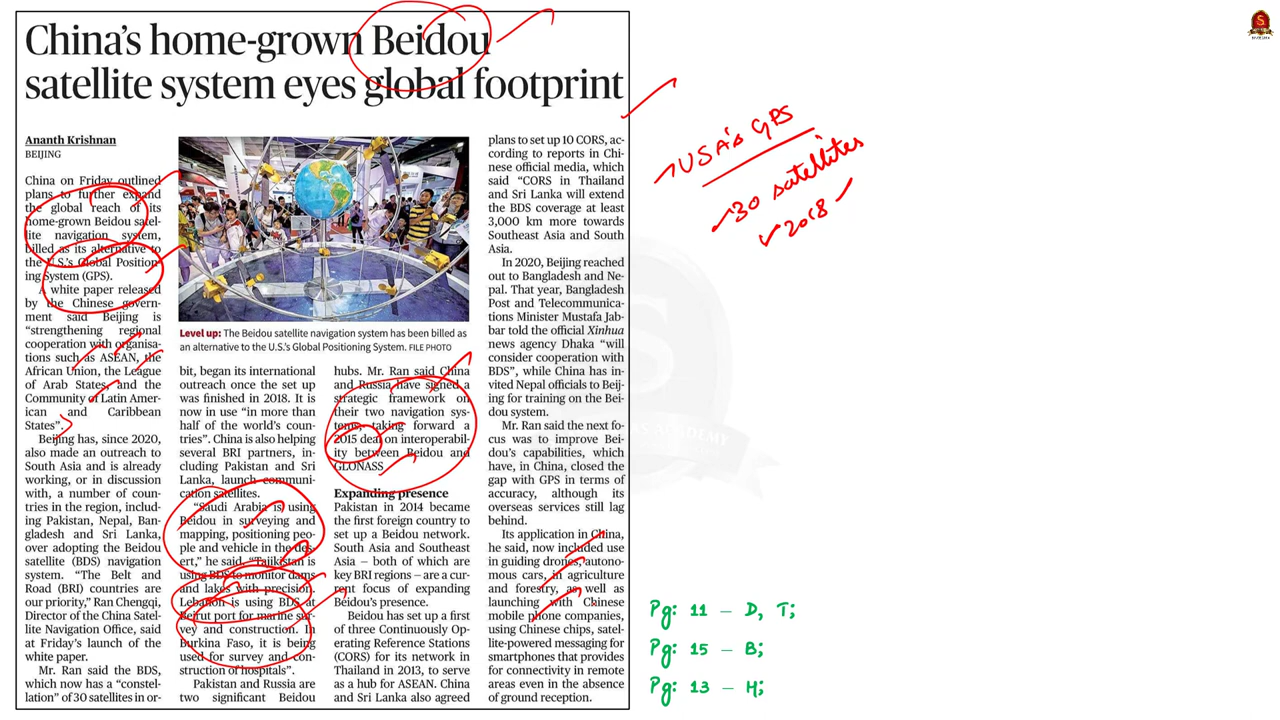 China's home-grown Beidou
satellite system eyes global footprint
Ananth Krishnan
BEIJING
China on Friday outlined
plans to further expand
the global reach of its
home-grown Beidou satel-
lite navigation system,
billed as its alternative to
the U.S.'s Global Position-
ing System (GPS).
A white paper released
by the Chinese govern-
ment said Beijing is
“strengthening regional
cooperation with organisa-
tions such as ASEAN, the
African Union, the League
of Arab States, and the
Community of Latin Amer-
ican and Caribbean
States”.
Beijing has, since 2020,
also made an outreach to
South Asia and is already
working, or in discussion
with, a number of coun-
tries in the region, includ-
ing Pakistan, Nepal, Ban-
gladesh and Sri Lanka,
over adopting the Beidou
satellite (BDS) navigation
system. “The Belt and
Road (BRI) countries are
our priority,” Ran Chengqi,
Director of the China Satel-
lite Navigation Office, said
at Friday's launch of the
white paper.
Mr. Ran said the BDS,
which now has a “constel-
lation” of 30 satellites in or-
Level up: The Beidou satellite navigation system has been billed as
an alternative to the U.S.'s Global Positioning System. FILE PHOTO
bit, began its international
outreach once the set up
was finished in 2018. It is
now in use “in more than
half of the world's coun-
tries”. China is also helping
several BRI partners, in-
cluding Pakistan and Sri
Lanka, launch communi-
cation satellites.
“Saudi Arabia is using
Beidou in surveying and
mapping, positioning peo-
ple and vehicle in the des-
ert,” he said. “Tajikistan is
using BDS to monitor dams
and lakes with precision.
Lebanon is using BDS at
Beirut port for marine sur-
vey and construction. In
Burkina Faso, it is being
used for survey and con-
struction of hospitals”.
Pakistan and Russia are
two significant Beidou
hubs. Mr. Ran said China
and Russia have signed a
strategic framework on
their two navigation sys-
tems, taking forward a
2015 deal on interoperabil-
ity between Beidou and
GLONASS.
Expanding presence
Pakistan in 2014 became
the first foreign country to
set up a Beidou network.
South Asia and Southeast
Asia – both of which are
key BRI regions – are a cur-
rent focus of expanding
Beidou's presence.
Beidou has set up a first
of three Continuously Op-
erating Reference Stations
(CORS) for its network in
Thailand in 2013, to serve
as a hub for ASEAN. China
and Sri Lanka also agreed
plans to set up 10 CORS, ac-
cording to reports in Chi-
nese official media, which
said “CORS in Thailand
and Sri Lanka will extend
the BDS coverage at least
3,000 km more towards
Southeast Asia and South
Asia.
In 2020, Beijing reached
out to Bangladesh and Ne-
pal. That year, Bangladesh
Post and Telecommunica-
tions Minister Mustafa Jab-
bar told the official Xinhua
news agency Dhaka “will
consider cooperation with
BDS”, while China has in-
vited Nepal officials to Beij-
ing for training on the Bei-
dou system.
Mr. Ran said the next fo-
cus was to improve Bei-
dou's capabilities, which
have, in China, closed the
gap with GPS in terms of
accuracy, although its
overseas services still lag
behind.
Its application in China,
he said, now included use
in guiding drones, autono-
mous cars, in agriculture
and forestry, as well as
launching with Chinese
mobile phone companies,
using Chinese chips, satel-
lite-powered messaging for
smartphones that provides
for connectivity in remote
areas even in the absence
of ground reception.
USA's GPS
30 satellites
2018
Pg: 11 – D, T;
Pg: 15 – B;
Pg: 13 – H;